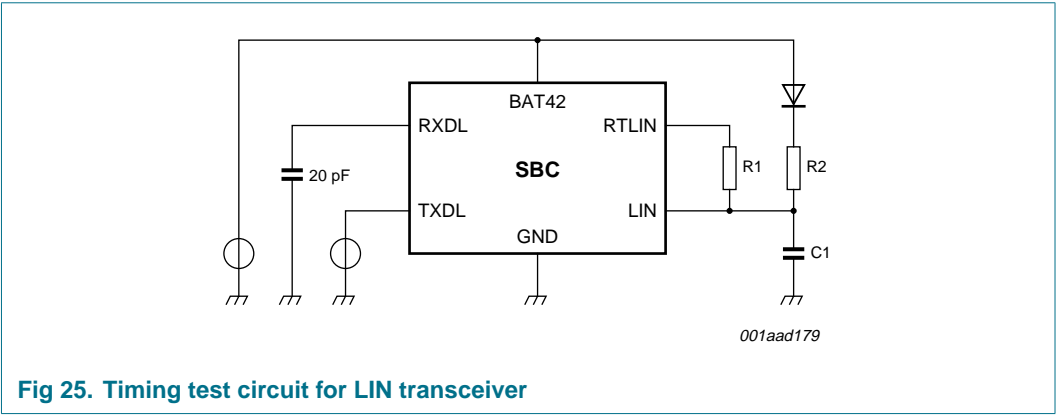 BAT42
RXDL
RTLIN
SBC
R1
R2
20 pF
TXDL
LIN
GND
C1
001aad179
Fig 25. Timing test circuit for LIN transceiver